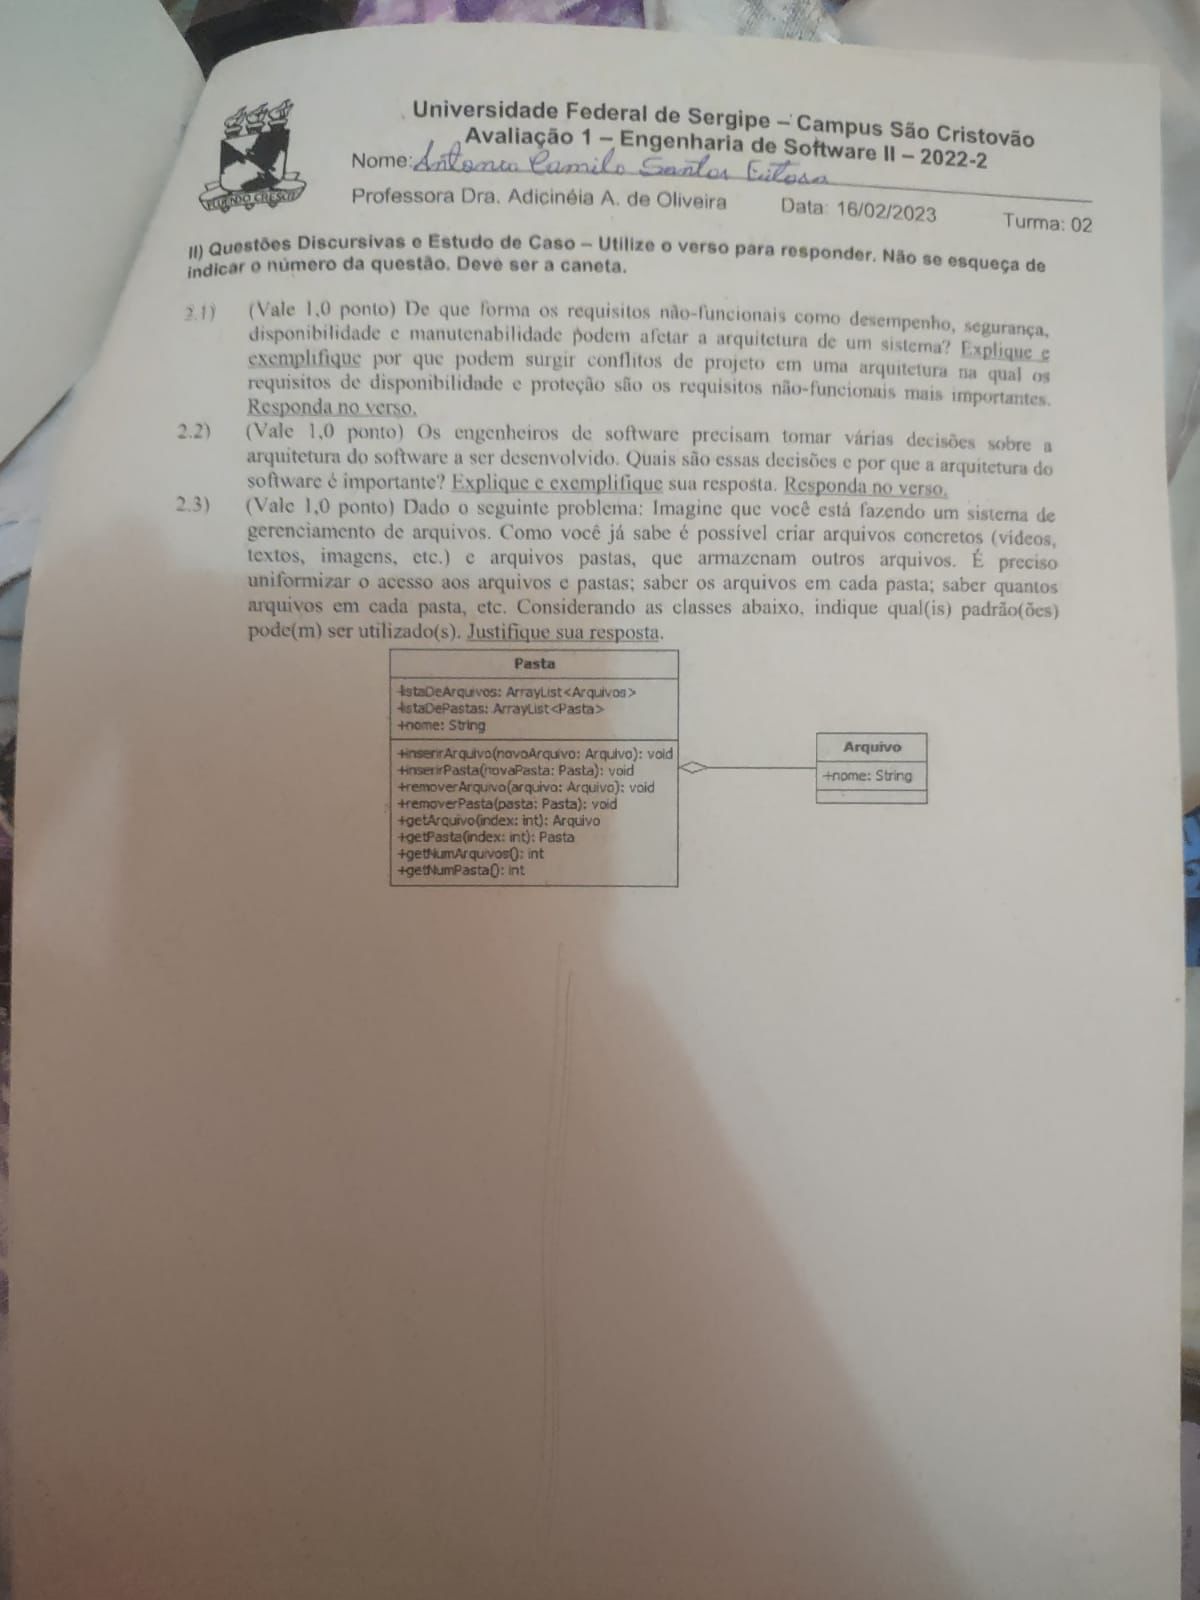 Universidade Federal de Sergipe – Campus São Cristovão
Avaliação 1 – Engenharia de Software II – 2022-2
Nome: Antonio Camilo Santos
Professora Dra. Adicinéia A. de Oliveira Data: 16/02/2023 Turma: 02
II) Questões Discursivas e Estudo de Caso – Utilize o verso para responder. Não se esqueça de
indicar o número da questão. Deve ser a caneta.
2.1) (Vale 1,0 ponto) De que forma os requisitos não-funcionais como desempenho, segurança,
disponibilidade e manutenabilidade podem afetar a arquitetura de um sistema? Explique e
exemplifique por que podem surgir conflitos de projeto em uma arquitetura na qual os
requisitos de disponibilidade e proteção são os requisitos não-funcionais mais importantes.
Responda no verso.
2.2) (Vale 1,0 ponto) Os engenheiros de software precisam tomar várias decisões sobre a
arquitetura do software a ser desenvolvido. Quais são essas decisões e por que a arquitetura do
software é importante? Explique e exemplifique sua resposta. Responda no verso.
2.3) (Vale 1,0 ponto) Dado o seguinte problema: Imagine que você está fazendo um sistema de
gerenciamento de arquivos. Como você já sabe é possível criar arquivos concretos (vídeos,
textos, imagens, etc.) e arquivos pastas, que armazenam outros arquivos. É preciso
uniformizar o acesso aos arquivos e pastas; saber os arquivos em cada pasta; saber quantos
arquivos em cada pasta, etc. Considerando as classes abaixo, indique qual(is) padrão(ões)
pode(m) ser utilizado(s). Justifique sua resposta.
Pasta
-listaDeArquivos: ArrayList<Arquivos>
-listaDePastas: ArrayList<Pasta>
+nome: String
+inserirArquivo(novoArquivo: Arquivo): void
+inserirPasta(novaPasta: Pasta): void
+removerArquivo(arquivo: Arquivo): void
+removerPasta(pasta: Pasta): void
+getArquivo(index: int): Arquivo
+getPasta(index: int): Pasta
+getNumArquivos(): int
+getNumPasta(): int
Arquivo
+nome: String